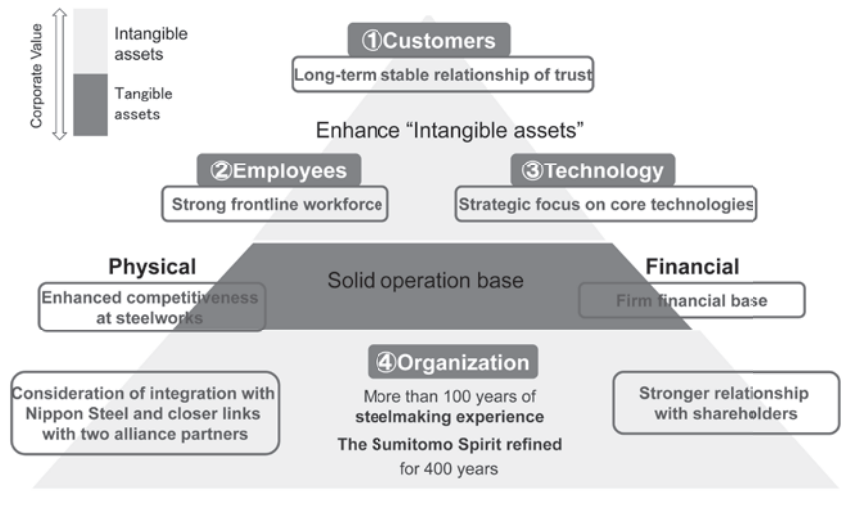 Corporate Value
Intangible
assets
Tangible
assets
①Customers
Long-term stable relationship of trust
Enhance “Intangible assets”
②Employees
Strong frontline workforce
③Technology
Strategic focus on core technologies
Physical
Enhanced competitiveness
at steelworks
Solid operation base
Financial
Firm financial base
④Organization
More than 100 years of
steelmaking experience
The Sumitomo Spirit refined
for 400 years
Consideration of integration with
Nippon Steel and closer links
with two alliance partners
Stronger relationship
with shareholders